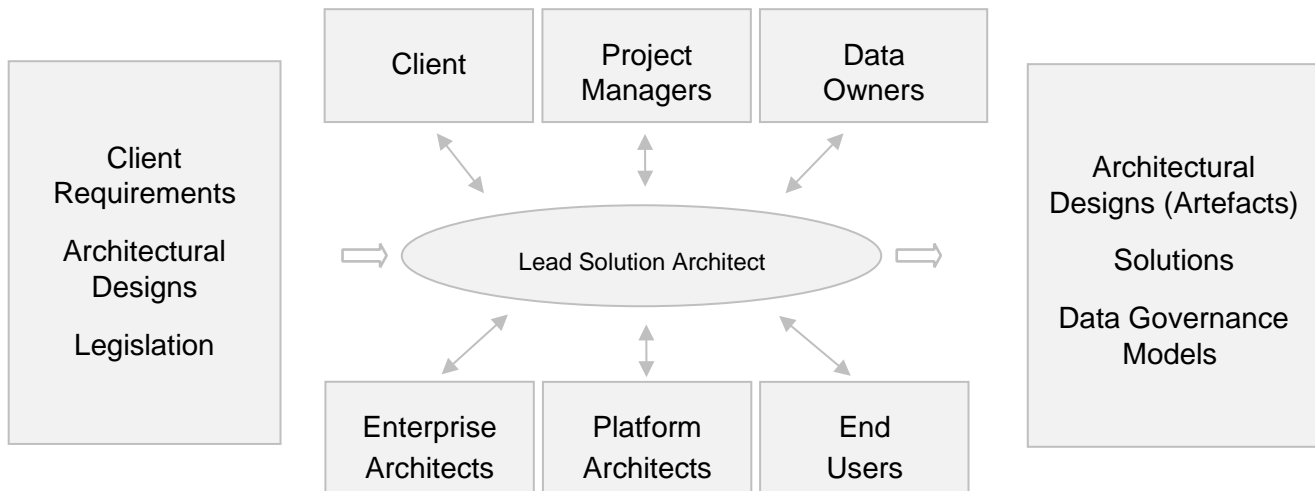 Client
Project
Managers
Data
Owners
Client
Requirements
Architectural
Designs
Legislation
Lead Solution Architect
Architectural
Designs (Artefacts)
Solutions
Data Governance
Models
Enterprise
Architects
Platform
Architects
End
Users